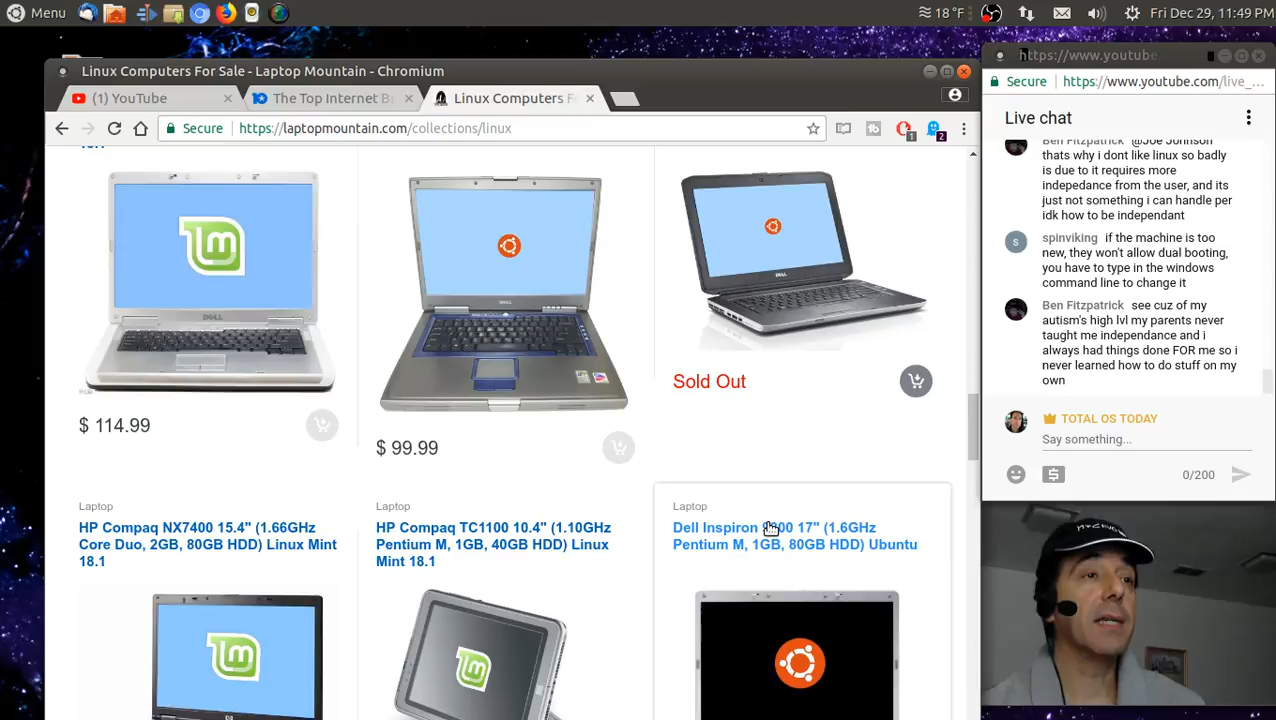 Menu
18 °F
Fri Dec 29, 11:49 PM
Linux Computers For Sale - Laptop Mountain - Chromium
(1) YouTube
The Top Internet Br
Linux Computers F
Secure
https://laptopmountain.com/collections/linux
1
2
$ 114.99
$ 99.99
Sold Out
DELL
DELL
DELL
Laptop
HP Compaq NX7400 15.4" (1.66GHz
Core Duo, 2GB, 80GB HDD) Linux Mint
18.1
Laptop
HP Compaq TC1100 10.4" (1.10GHz
Pentium M, 1GB, 40GB HDD) Linux
Mint 18.1
Laptop
Dell Inspiron 00 17" (1.6GHz
Pentium M, 1GB, 80GB HDD) Ubuntu
https://www.youtube.
Secure
https://www.youtube.com/live_...
Live chat
Ben Fitzpatrick @Joe Johnson
thats why i dont like linux so badly
is due to it requires more
indepedance from the user, and its
just not something i can handle per
idk how to be independant
s
spinviking if the machine is too
new, they won't allow dual booting,
you have to type in the windows
command line to change it
Ben Fitzpatrick see cuz of my
autism's high lvl my parents never
taught me independance and i
always had things done FOR me so i
never learned how to do stuff on my
own
TOTAL OS TODAY
Say something...
0/200